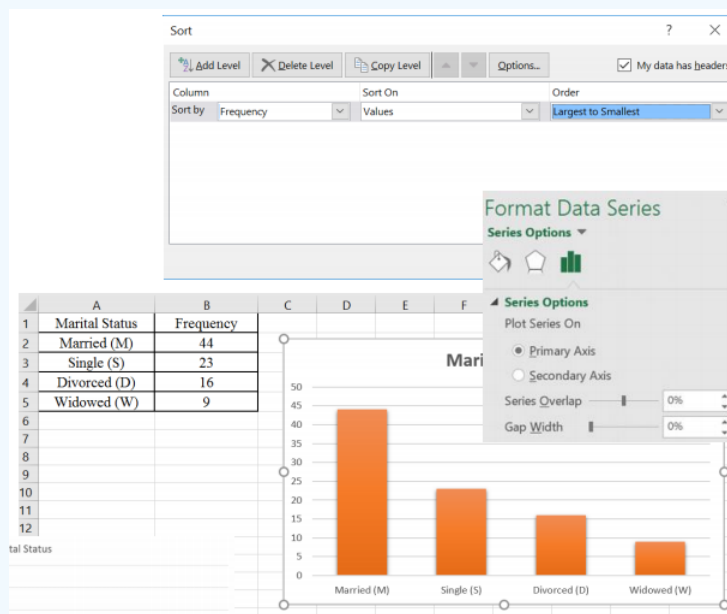 Sort ? ×
Add Level Delete Level Copy Level Options... My data has headers
Column Sort On Order
Sort by Frequency Values Largest to Smallest
Format Data Series
Series Options
Series Options
Plot Series On
Primary Axis
Secondary Axis
Series Overlap 0%
Gap Width 0%
A B C D E F
1 Marital Status Frequency
2 Married (M) 44
3 Single (S) 23
4 Divorced (D) 16
5 Widowed (W) 9
6
7
8
9
10
11
12
Mari
50
45
40
35
30
25
20
15
10
5
0
Married (M) Single (S) Divorced (D) Widowed (W)
tal Status